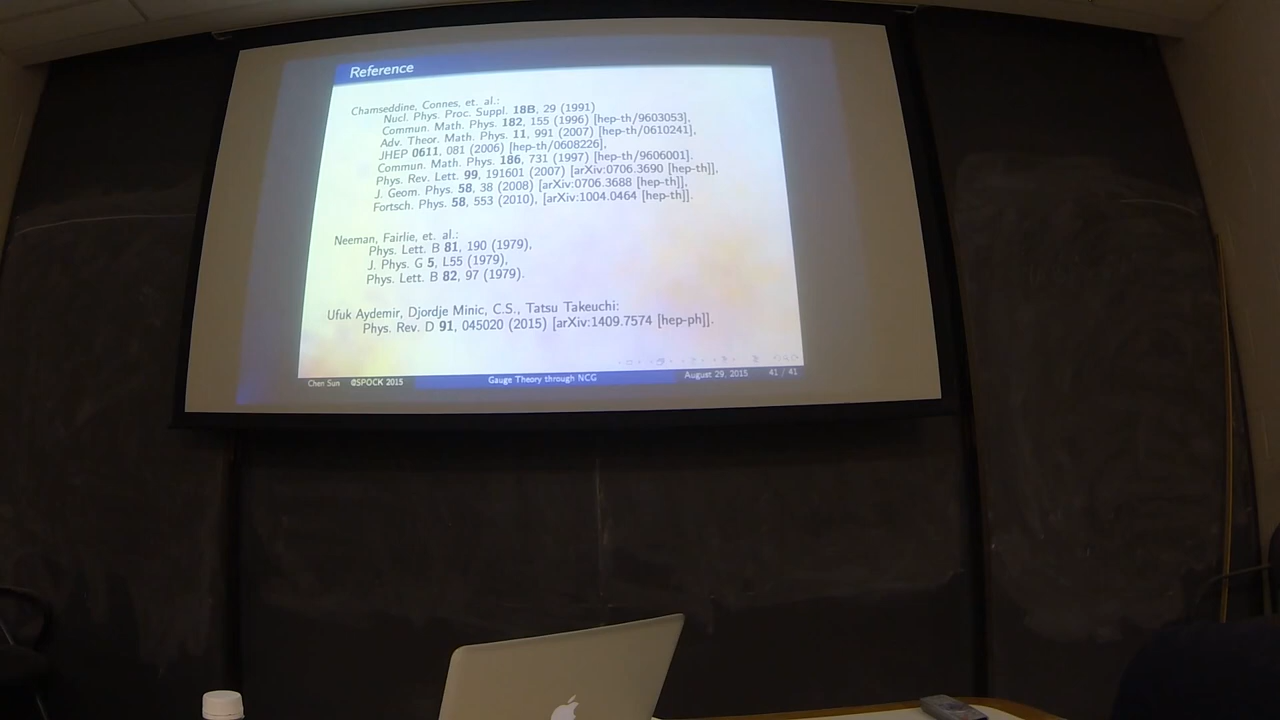 Reference
Chamseddine, Connes, et. al.:
Nucl. Phys. Proc. Suppl. 18B, 29 (1991)
Commun. Math. Phys. 182, 155 (1996) [hep-th/9603053],
Adv. Theor. Math. Phys. 11, 991 (2007) [hep-th/0610241],
JHEP 0611, 081 (2006) [hep-th/0608226],
Commun. Math. Phys. 186, 731 (1997) [hep-th/9606001].
Phys. Rev. Lett. 99, 191601 (2007) [arXiv:0706.3690 [hep-th]],
J. Geom. Phys. 58, 38 (2008) [arXiv:0706.3688 [hep-th]],
Fortsch. Phys. 58, 553 (2010), [arXiv:1004.0464 [hep-th]].
Neeman, Fairlie, et. al.:
Phys. Lett. B 81, 190 (1979),
J. Phys. G 5, L55 (1979),
Phys. Lett. B 82, 97 (1979).
Ufuk Aydemir, Djordje Minic, C.S., Tatsu Takeuchi:
Phys. Rev. D 91, 045020 (2015) [arXiv:1409.7574 [hep-ph]].
Chen Sun @SPOCK 2015 Gauge Theory through NCG August 29, 2015 41 / 41